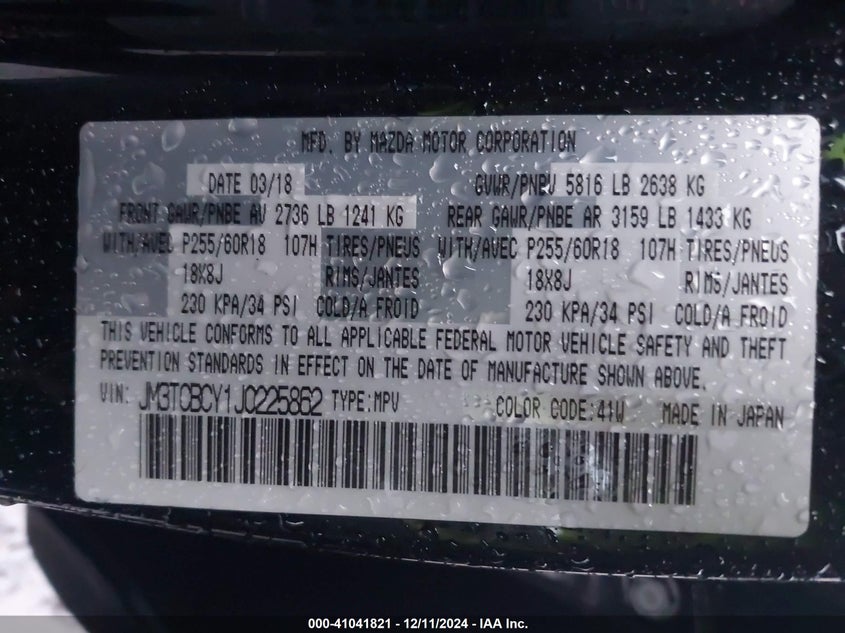 MFD. BY MAZDA MOTOR CORPORATION
DATE 03/18 GVWR/PNBV 5816 LB 2638 KG
FRONT GAWR/PNBE AV 2736 LB 1241 KG REAR GAWR/PNBE AR 3159 LB 1433 KG
WITH/AVEC P255/60R18 107H TIRES/PNEUS WITH/AVEC P255/60R18 107H TIRES/PNEUS
18X8J RIMS/JANTES 18X8J RIMS/JANTES
230 KPA/34 PSI COLD/A FROID 230 KPA/34 PSI COLD/A FROID
THIS VEHICLE CONFORMS TO ALL APPLICABLE FEDERAL MOTOR VEHICLE SAFETY AND THEFT
PREVENTION STANDARDS IN EFFECT ON THE DATE OF MANUFACTURE SHOWN ABOVE.
VIN: JM3TCBCY1J0225862 TYPE:MPV COLOR CODE:41W MADE IN JAPAN
000-41041821 - 12/11/2024 - IAA Inc.